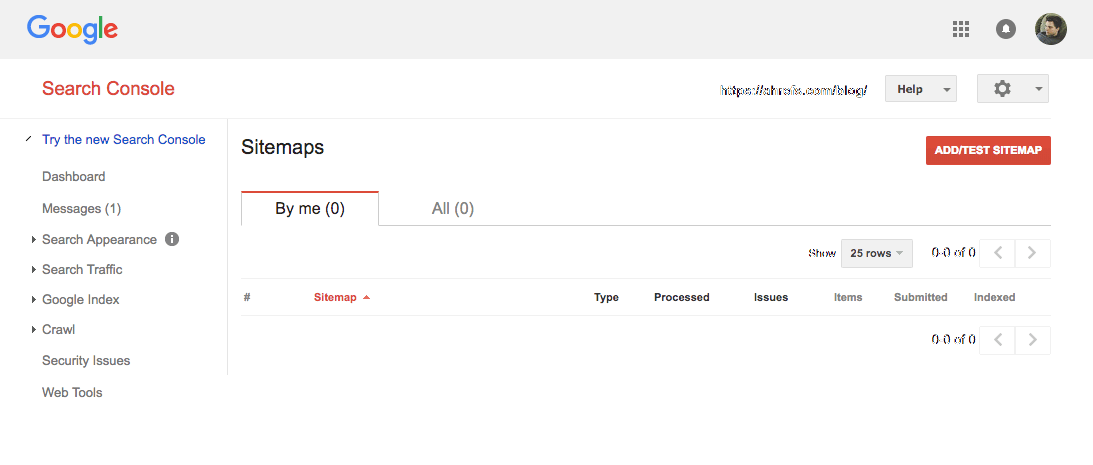 Google
Search Console
https://ahrefs.com/blog/
Help
Try the new Search Console
Dashboard
Messages (1)
Search Appearance
Search Traffic
Google Index
Crawl
Security Issues
Web Tools
Sitemaps
ADD/TEST SITEMAP
By me (0) All (0)
Show 25 rows 0-0 of 0
# Sitemap Type Processed Issues Items Submitted Indexed
0-0 of 0